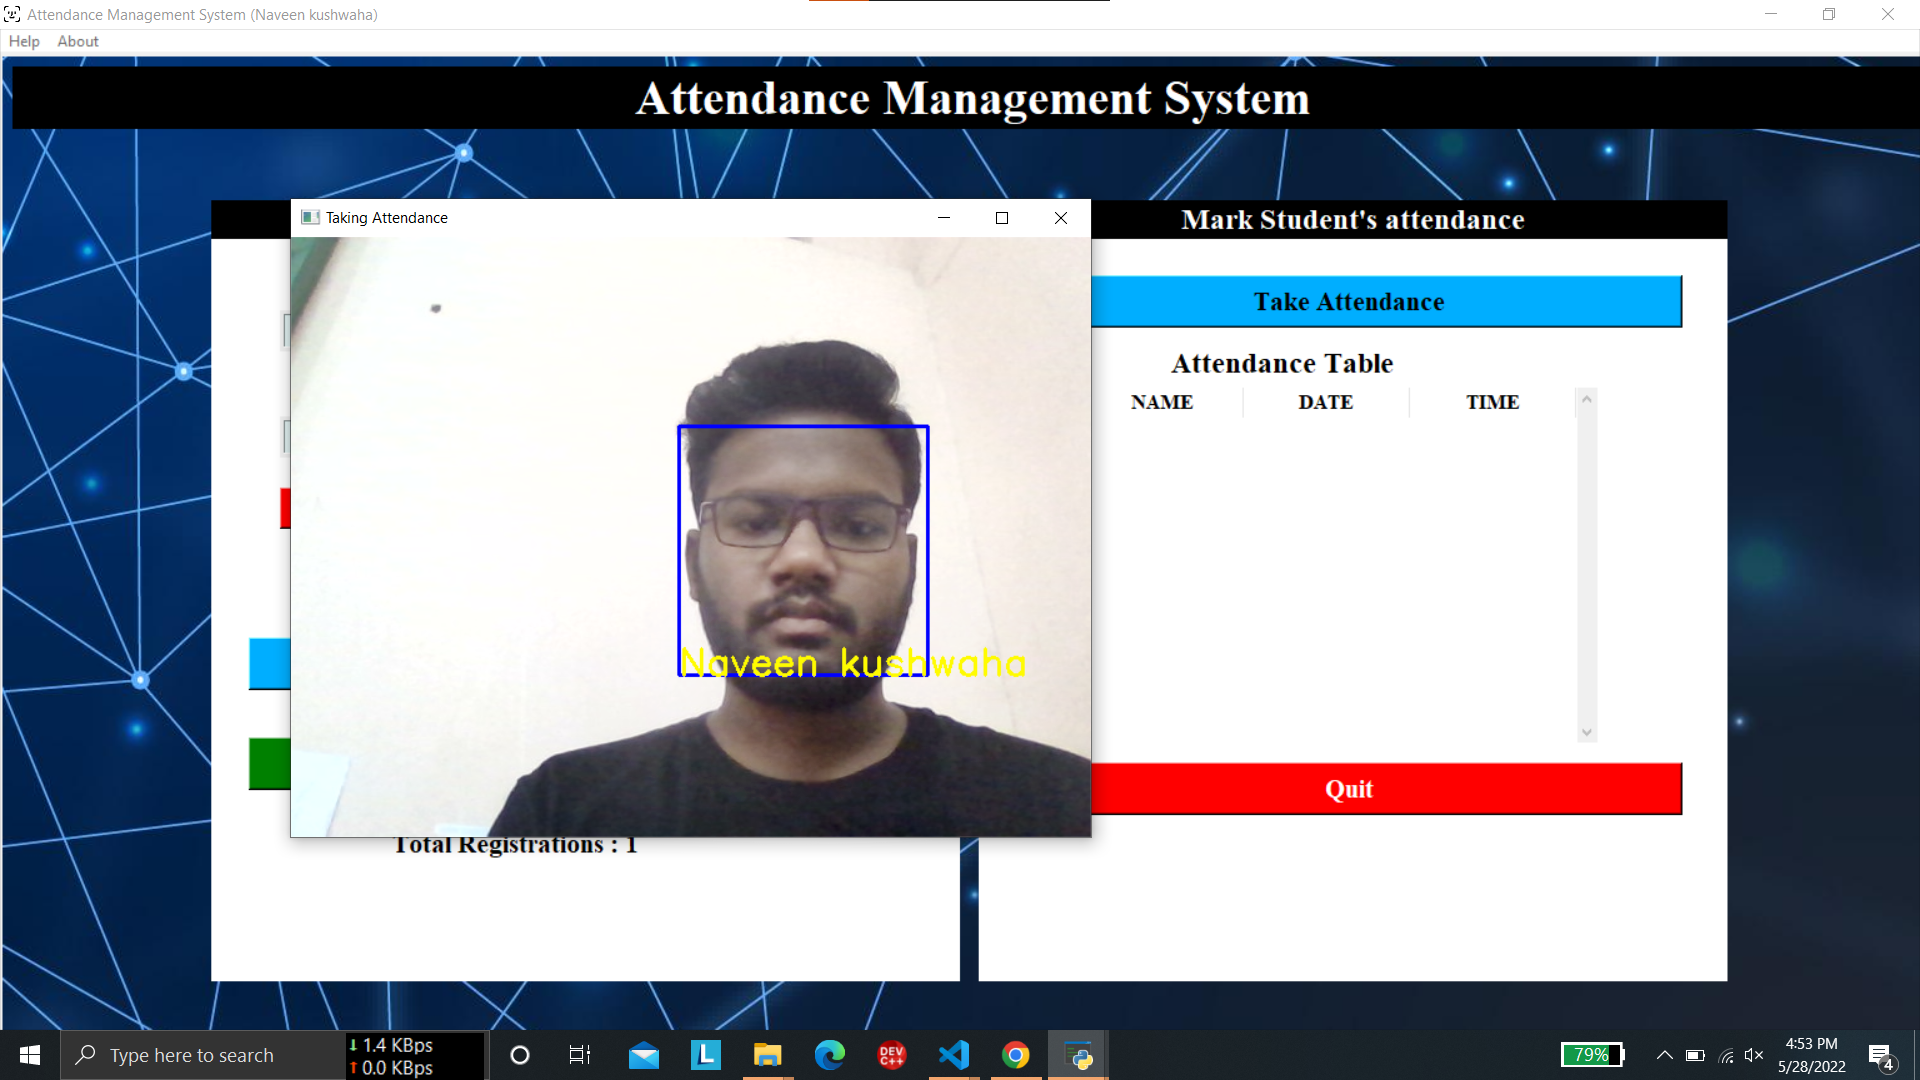 Attendance Management System (Naveen kushwaha)
Help About
Attendance Management System
Taking Attendance
Mark Student's attendance
Take Attendance
Attendance Table
NAME DATE TIME
Naveen kushwaha
Quit
Total Registrations : 1
Type here to search
1.4 KBps
0.0 KBps
L
DEV
C++
79%
4:53 PM
5/28/2022
4